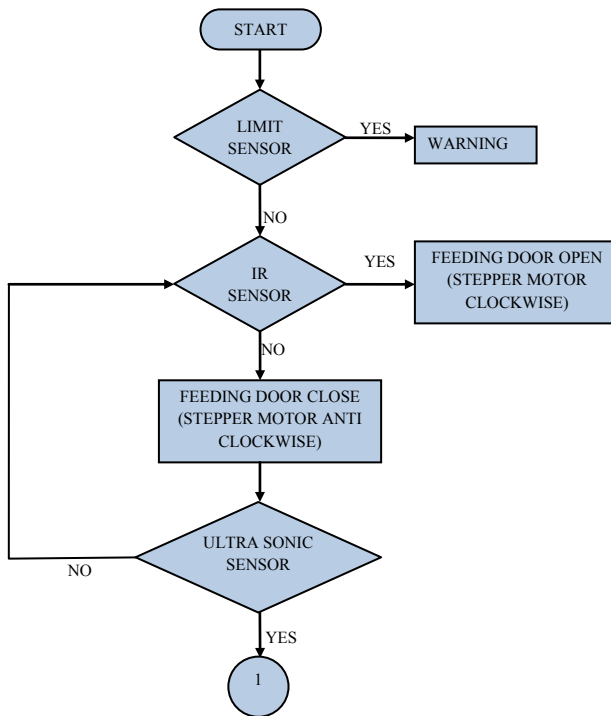 START
LIMIT
SENSOR
YES
WARNING
NO
IR
SENSOR
YES
FEEDING DOOR OPEN
(STEPPER MOTOR
CLOCKWISE)
NO
FEEDING DOOR CLOSE
(STEPPER MOTOR ANTI
CLOCKWISE)
ULTRA SONIC
SENSOR
NO
YES
1